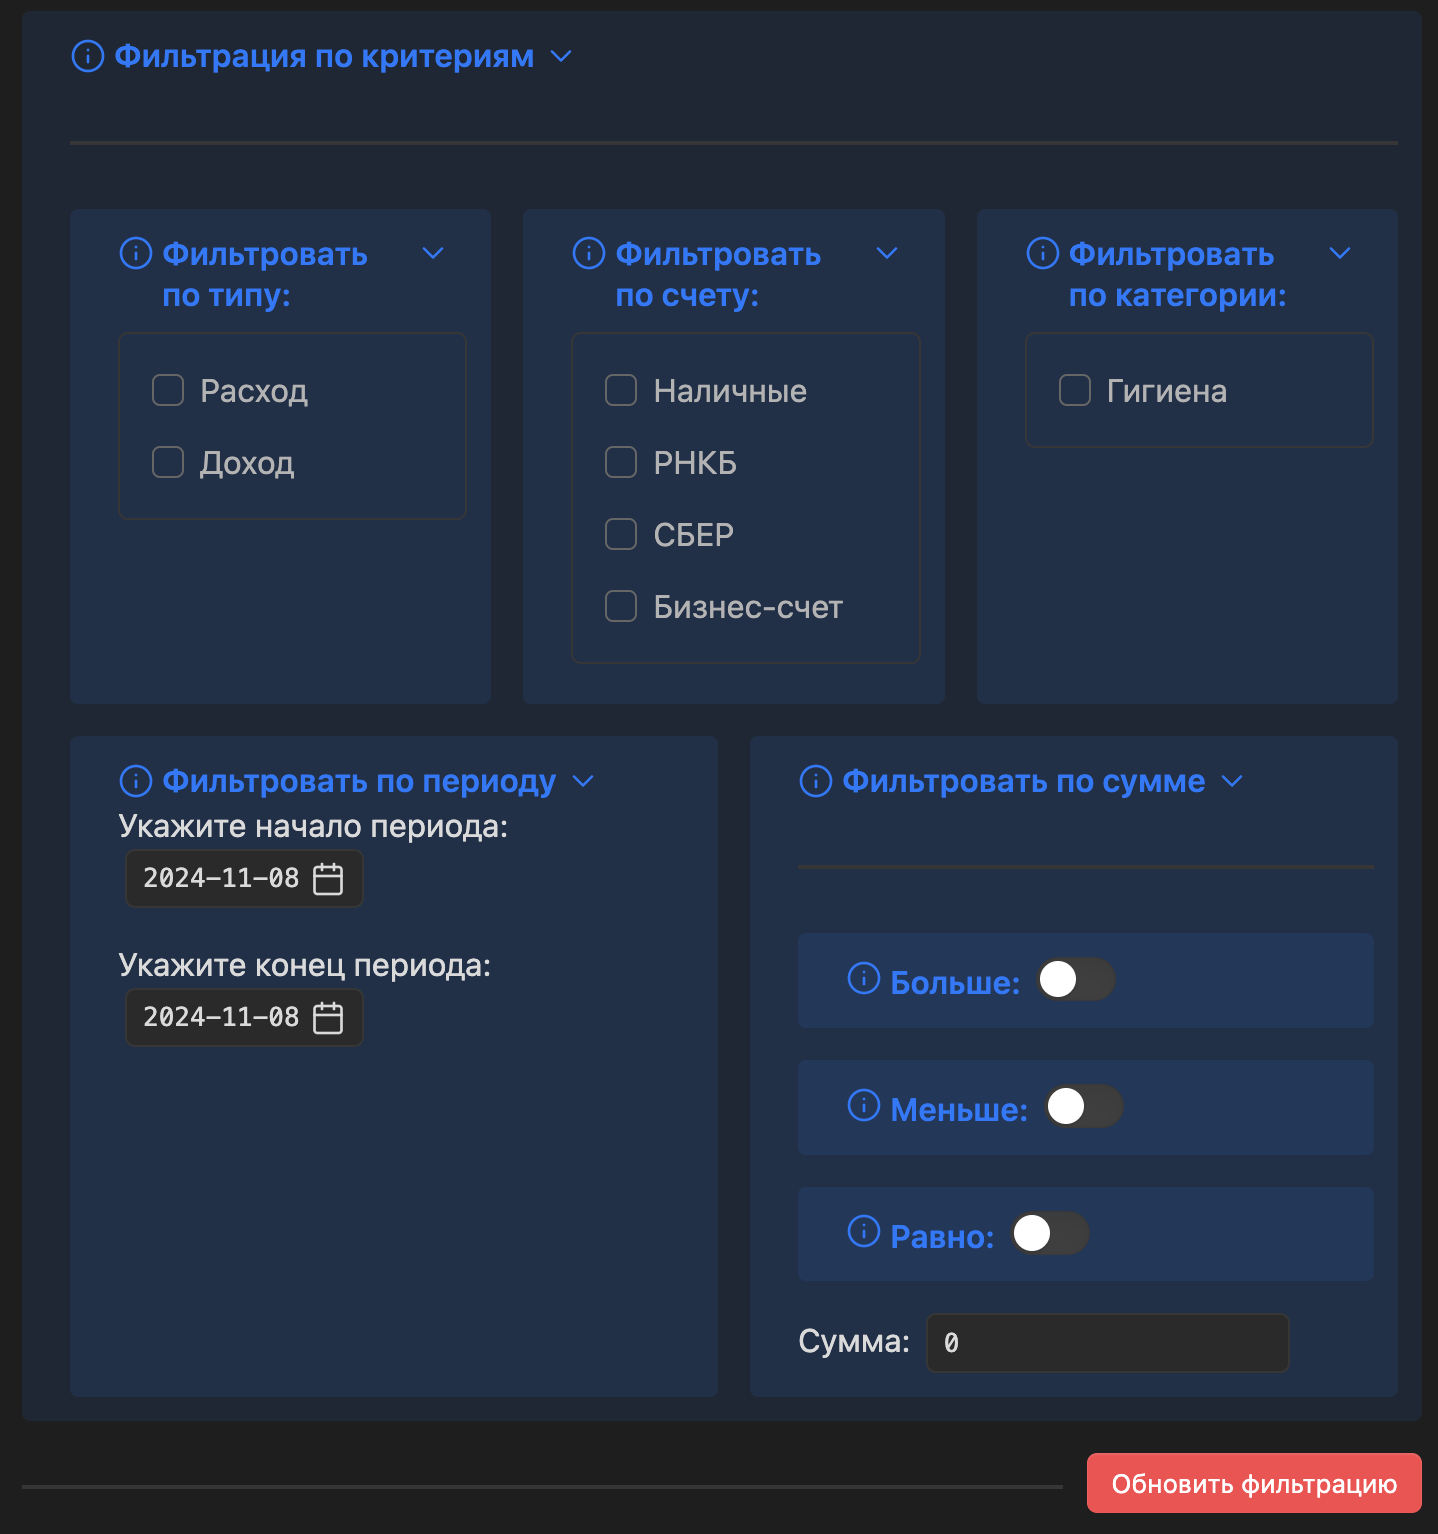 Фильтрация по критериям
Фильтровать
по типу:
Расход
Доход
Фильтровать
по счету:
Наличные
РНКБ
СБЕР
Бизнес-счет
Фильтровать
по категории:
Гигиена
Фильтровать по периоду
Укажите начало периода:
2024-11-08
Укажите конец периода:
2024-11-08
Фильтровать по сумме
Больше:
Меньше:
Равно:
Сумма: 0
Обновить фильтрацию